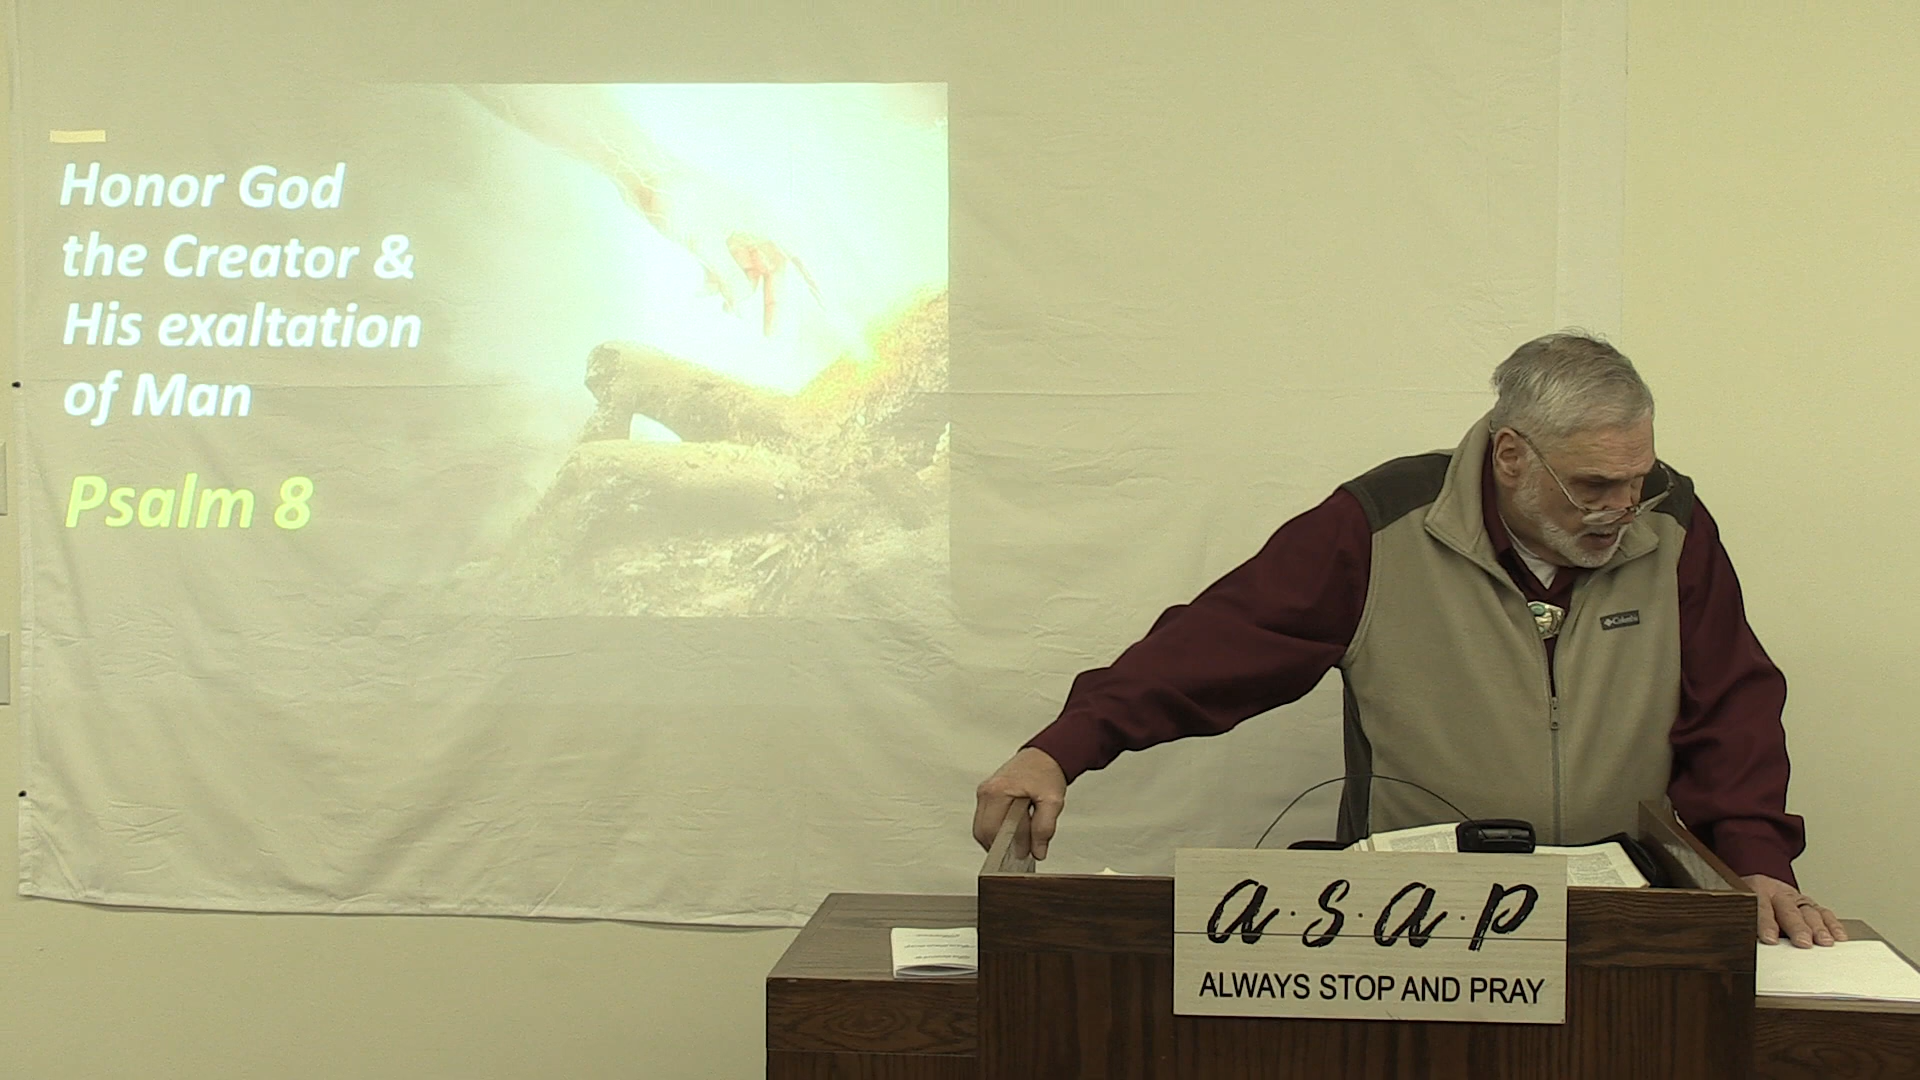 Honor God
the Creator &
His exaltation
of Man
Psalm 8
Columbia
a.s.a.p
ALWAYS STOP AND PRAY